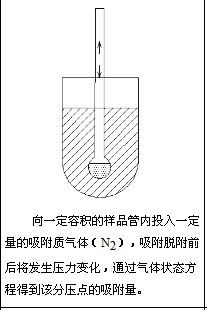 向一定容积的样品管内投入一定
量的吸附质气体（N2），吸附脱附前
后将发生压力变化，通过气体状态方
程得到该分压点的吸附量。